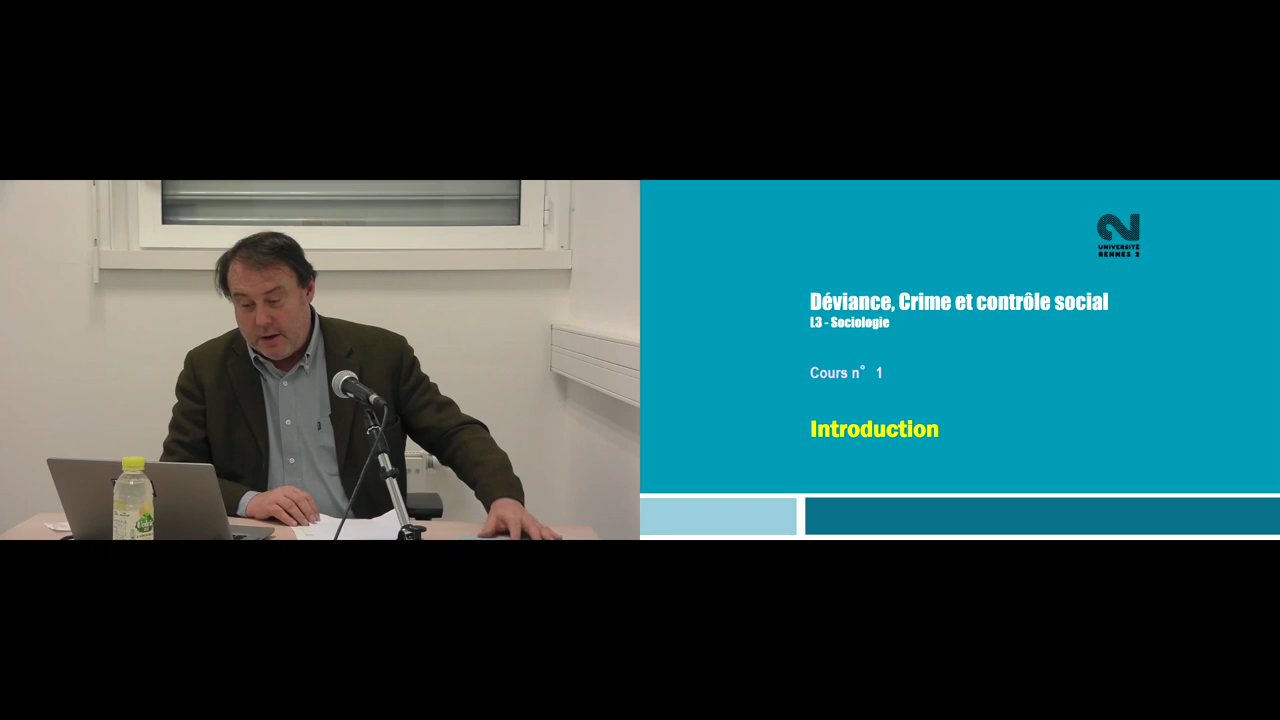 UNIVERSITÉ
RENNES 2
Déviance, Crime et contrôle social
L3 - Sociologie
Cours n° 1
Introduction